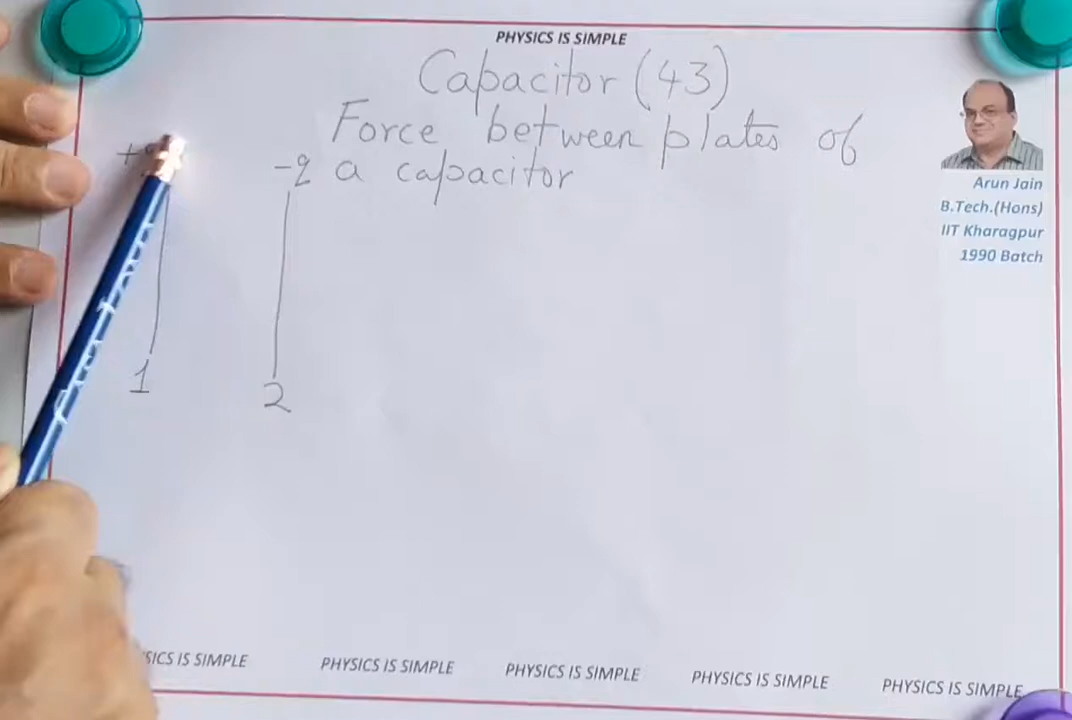 PHYSICS IS SIMPLE
Capacitor (43)
Force between plates of
-q a capacitor
1
2
Arun Jain
B.Tech.(Hons)
IIT Kharagpur
1990 Batch
SICS IS SIMPLE PHYSICS IS SIMPLE PHYSICS IS SIMPLE PHYSICS IS SIMPLE PHYSICS IS SIMPLE